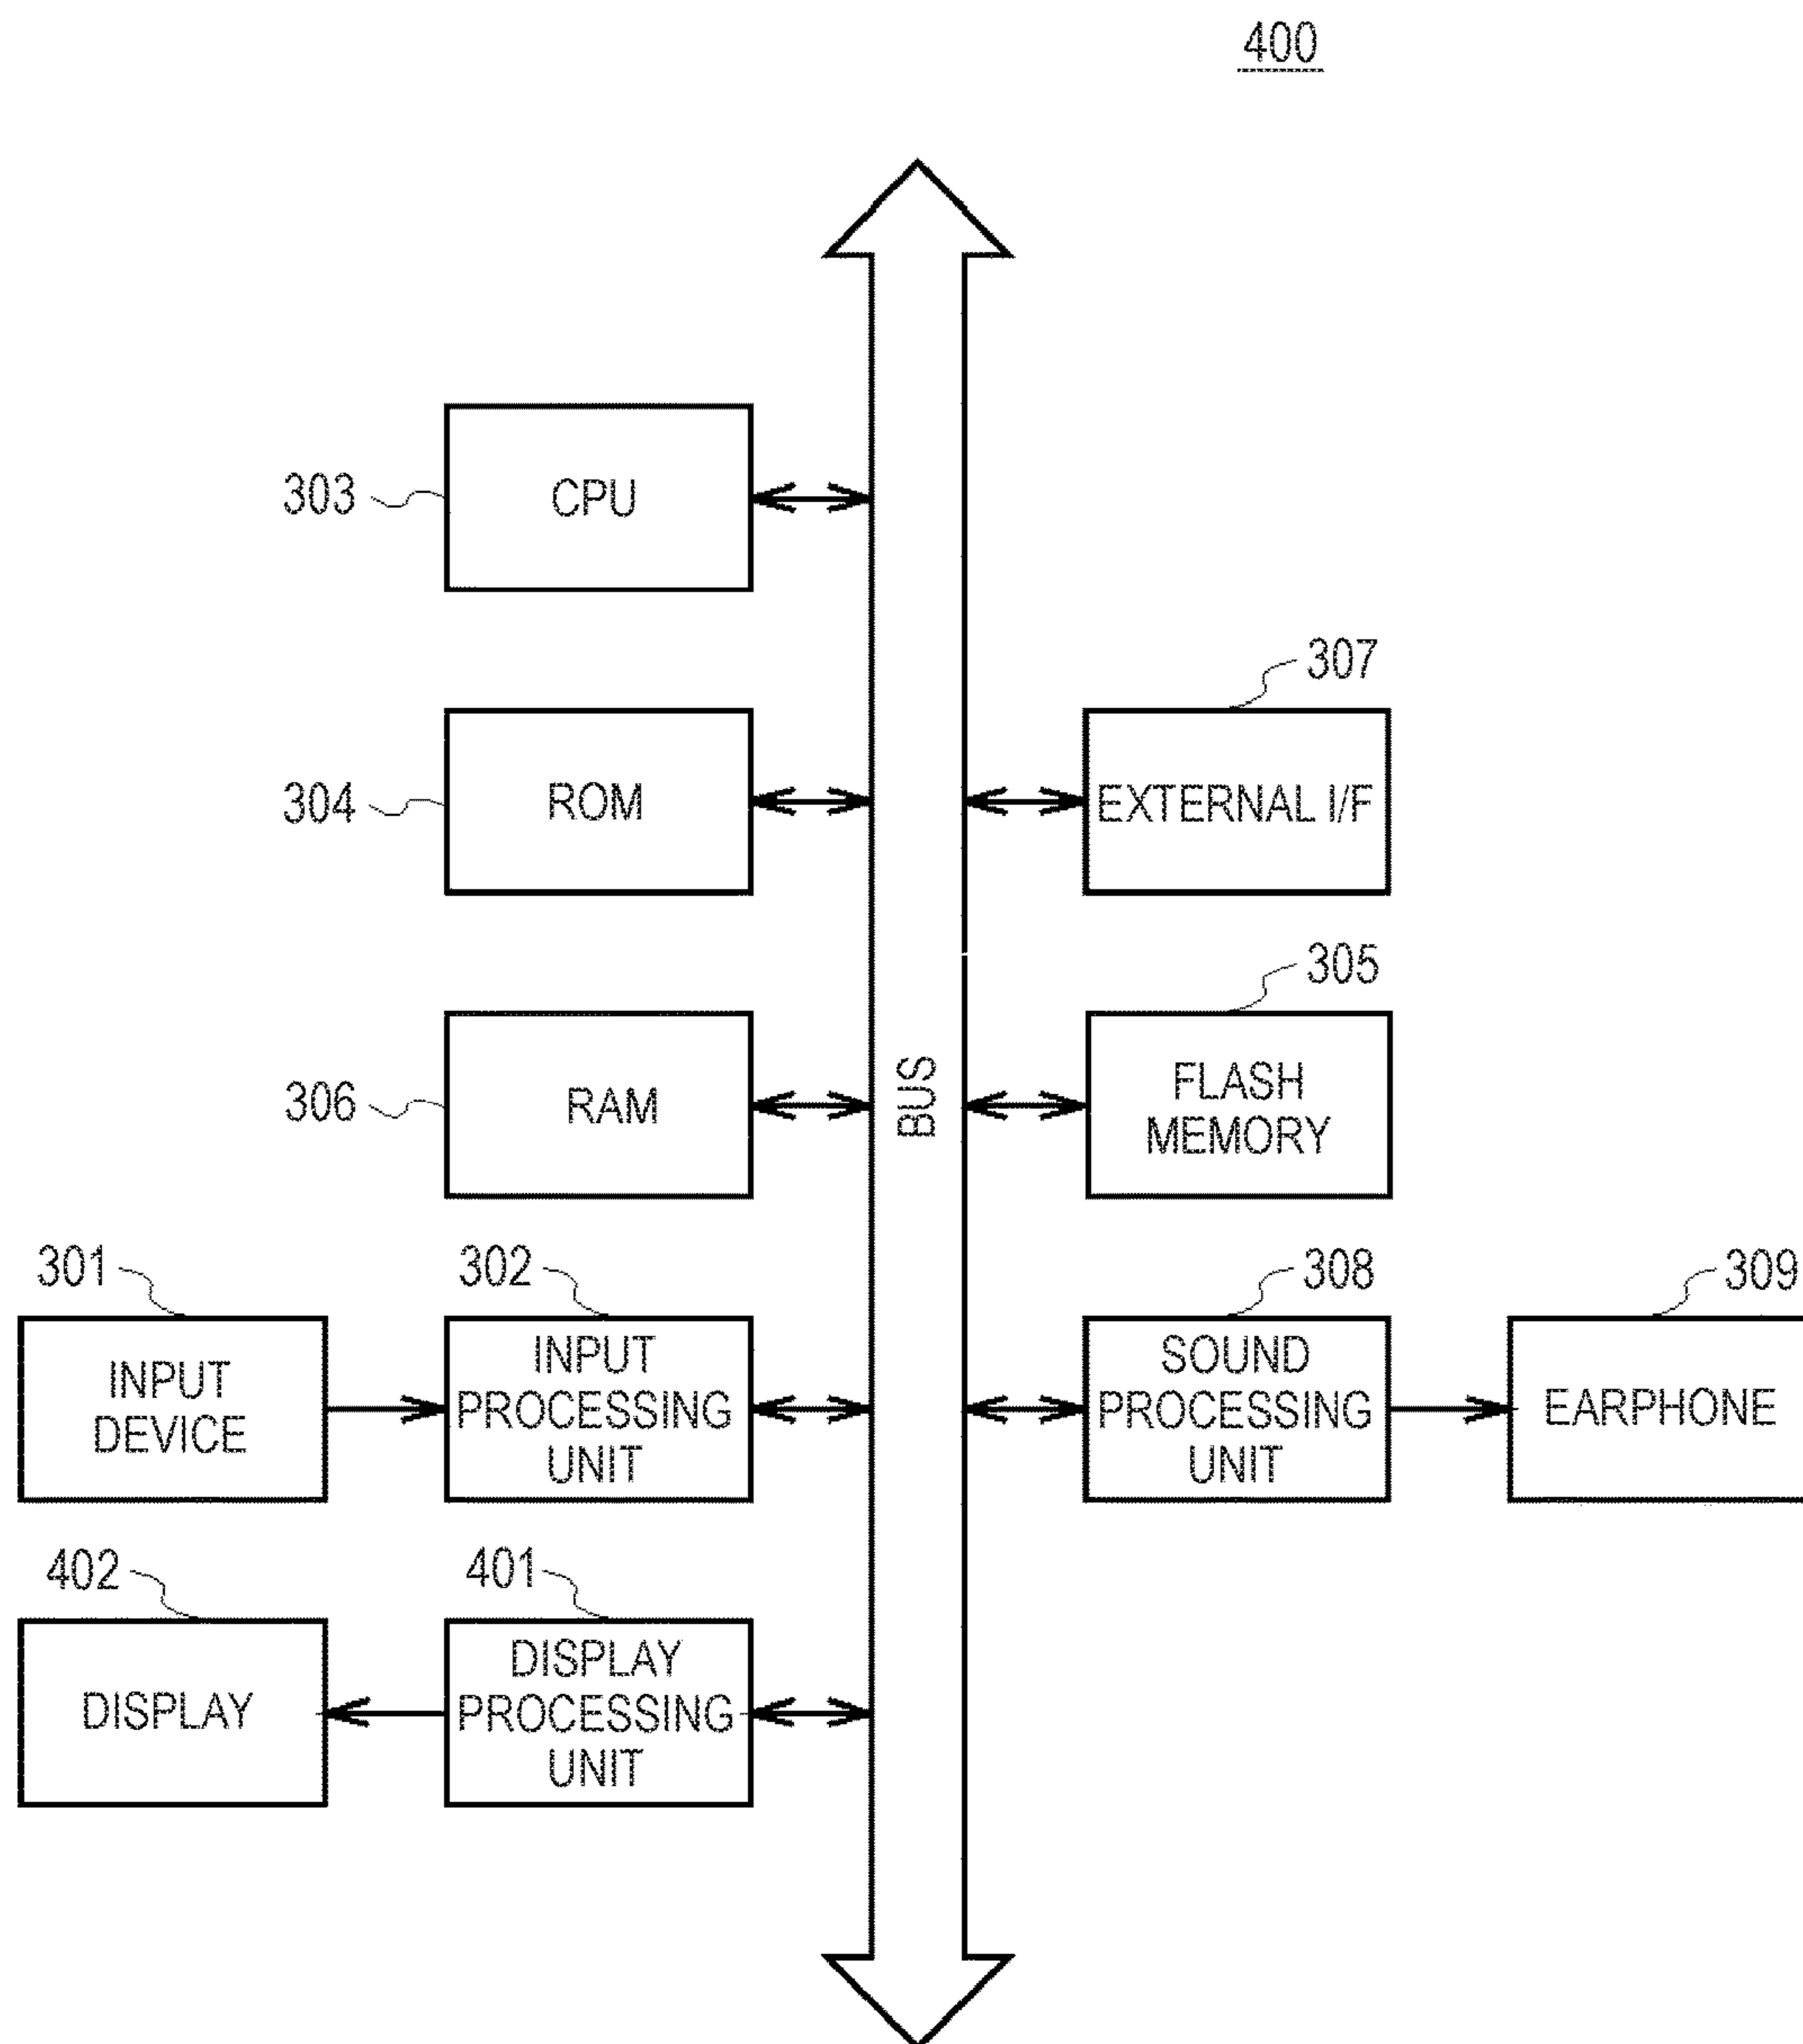 400
303
CPU
307
304
ROM
EXTERNAL I/F
305
306
RAM
BUS
FLASH
MEMORY
301
302
308
309
INPUT
DEVICE
INPUT
PROCESSING
UNIT
SOUND
PROCESSING
UNIT
EARPHONE
402
401
DISPLAY
DISPLAY
PROCESSING
UNIT